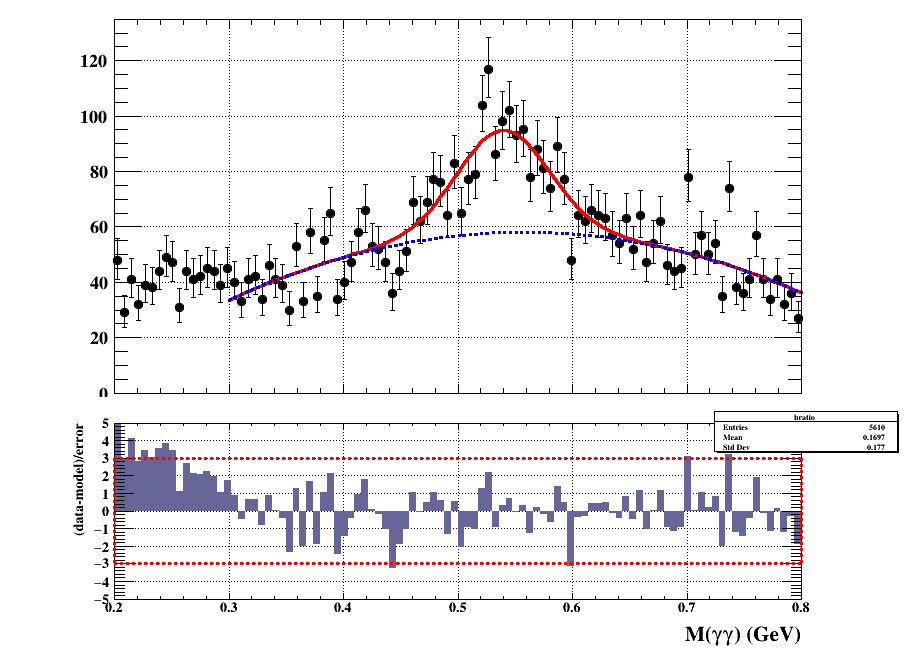 120
100
80
60
40
20
0
hratio
Entries 5610
Mean 0.1697
Std Dev 0.177
(data-model)/error
5
4
3
2
1
0
−1
−2
−3
−4
−5
0.2 0.3 0.4 0.5 0.6 0.7 0.8
M(γγ) (GeV)